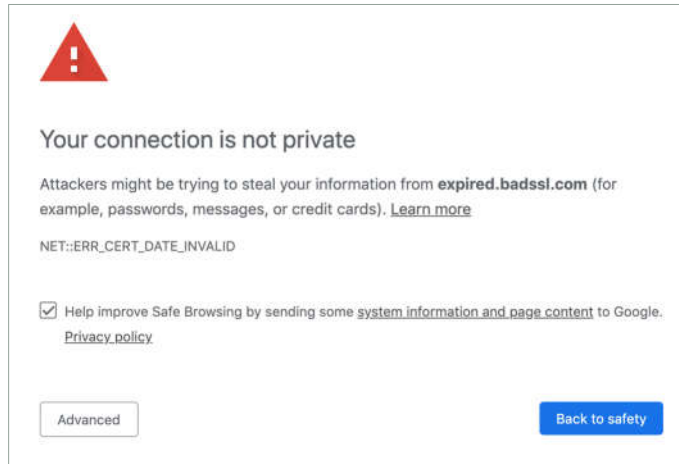 Your connection is not private
Attackers might be trying to steal your information from expired.badssl.com (for
example, passwords, messages, or credit cards). Learn more
NET::ERR_CERT_DATE_INVALID
Help improve Safe Browsing by sending some system information and page content to Google.
Privacy policy
Advanced
Back to safety